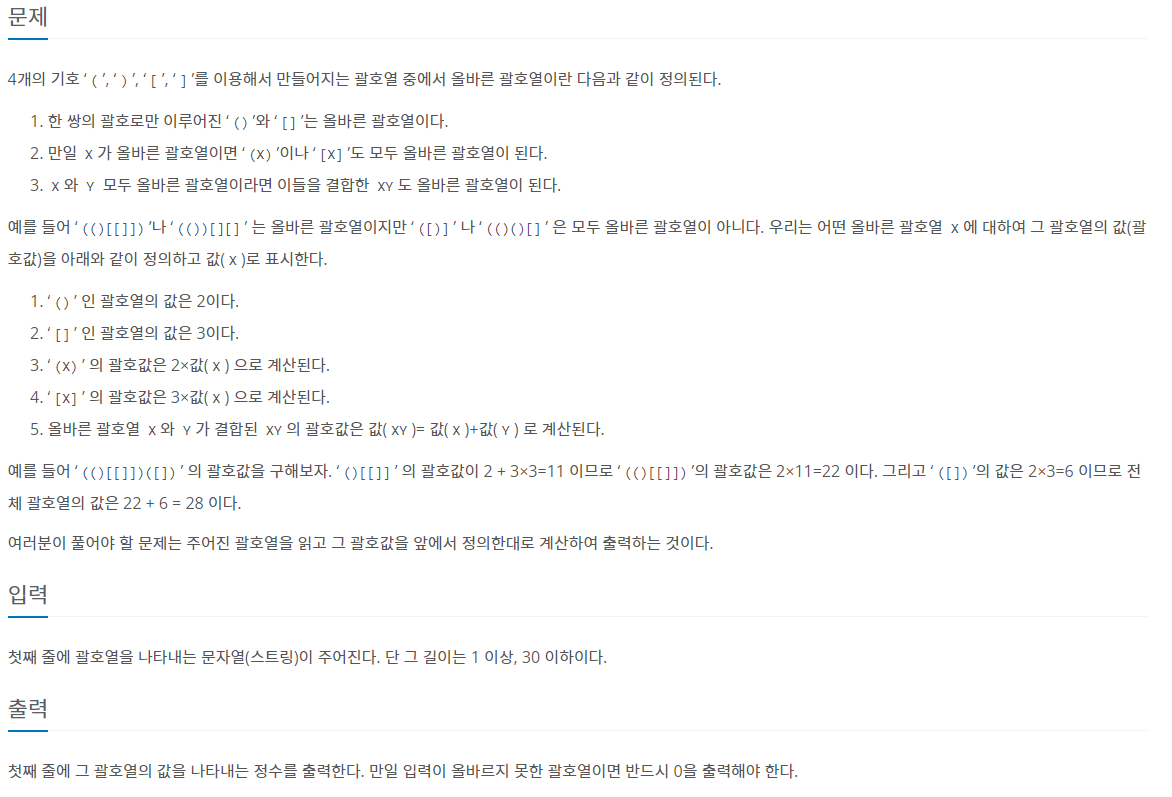 문제
4개의 기호 ‘ ( ’, ‘ ) ’, ‘ [ ’, ‘ ] ’를 이용해서 만들어지는 괄호열 중에서 올바른 괄호열이란 다음과 같이 정의된다.
1. 한 쌍의 괄호로만 이루어진 ‘ () ’와 ‘ [] ’는 올바른 괄호열이다.
2. 만일 X 가 올바른 괄호열이면 ‘ (X) ’이나 ‘ [X] ’도 모두 올바른 괄호열이 된다.
3. X 와 Y 모두 올바른 괄호열이라면 이들을 결합한 XY 도 올바른 괄호열이 된다.
예를 들어 ‘ (()[[]]) ’나 ‘ (())[][] ’ 는 올바른 괄호열이지만 ‘ ([)] ’ 나 ‘ (()()[] ’ 은 모두 올바른 괄호열이 아니다. 우리는 어떤 올바른 괄호열 X 에 대하여 그 괄호열의 값(괄
호값)을 아래와 같이 정의하고 값( X )로 표시한다.
1. ‘ () ’ 인 괄호열의 값은 2이다.
2. ‘ [] ’ 인 괄호열의 값은 3이다.
3. ‘ (X) ’ 의 괄호값은 2×값( X ) 으로 계산된다.
4. ‘ [X] ’ 의 괄호값은 3×값( X ) 으로 계산된다.
5. 올바른 괄호열 X 와 Y 가 결합된 XY 의 괄호값은 값( XY )= 값( X )+값( Y ) 로 계산된다.
예를 들어 ‘ (()[[]])([]) ’ 의 괄호값을 구해보자. ‘ ()[[]] ’ 의 괄호값이 2 + 3×3=11 이므로 ‘ (()[[]]) ’의 괄호값은 2×11=22 이다. 그리고 ‘ ([]) ’의 값은 2×3=6 이므로 전
체 괄호열의 값은 22 + 6 = 28 이다.
여러분이 풀어야 할 문제는 주어진 괄호열을 읽고 그 괄호값을 앞에서 정의한대로 계산하여 출력하는 것이다.
입력
첫째 줄에 괄호열을 나타내는 문자열(스트링)이 주어진다. 단 그 길이는 1 이상, 30 이하이다.
출력
첫째 줄에 그 괄호열의 값을 나타내는 정수를 출력한다. 만일 입력이 올바르지 못한 괄호열이면 반드시 0을 출력해야 한다.